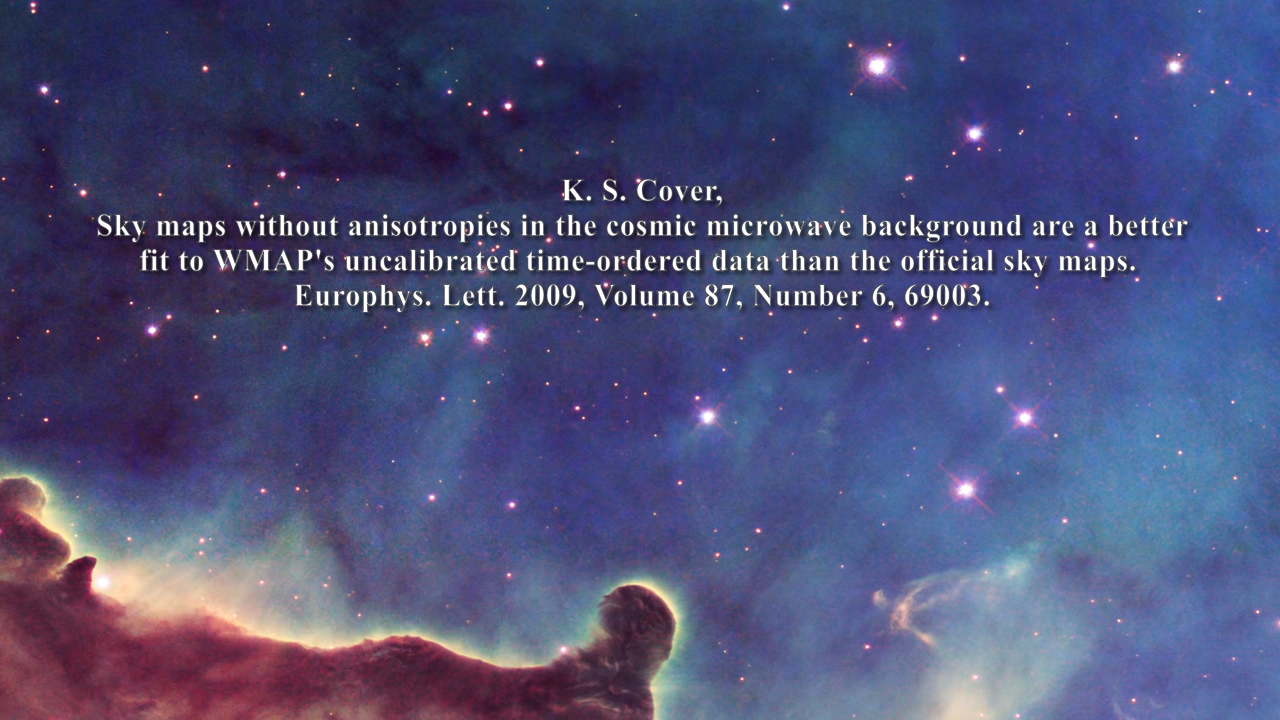 K. S. Cover,
Sky maps without anisotropies in the cosmic microwave background are a better
fit to WMAP's uncalibrated time-ordered data than the official sky maps.
Europhys. Lett. 2009, Volume 87, Number 6, 69003.